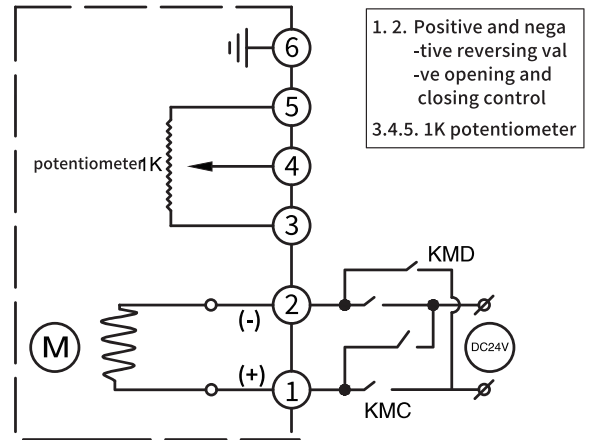 6
5
4
3
2
1
potentiometer1K
(-)
(+)
M
KMD
KMC
DC24V
1. 2. Positive and nega
-tive reversing val
-ve opening and
closing control
3.4.5. 1K potentiometer